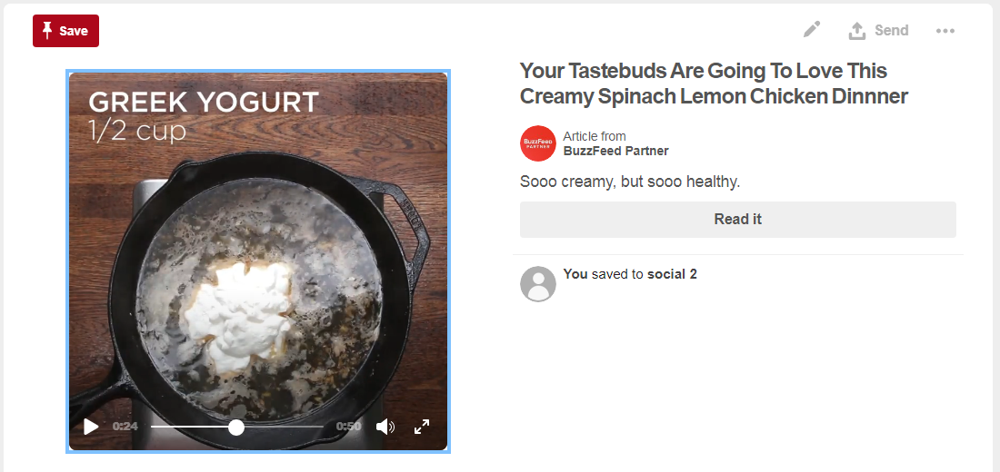 Save
Send
GREEK YOGURT
1/2 cup
0:24
0:50
Your Tastebuds Are Going To Love This
Creamy Spinach Lemon Chicken Dinnner
BuzzFeed
PARTNER
Article from
BuzzFeed Partner
Sooo creamy, but sooo healthy.
Read it
You saved to social 2